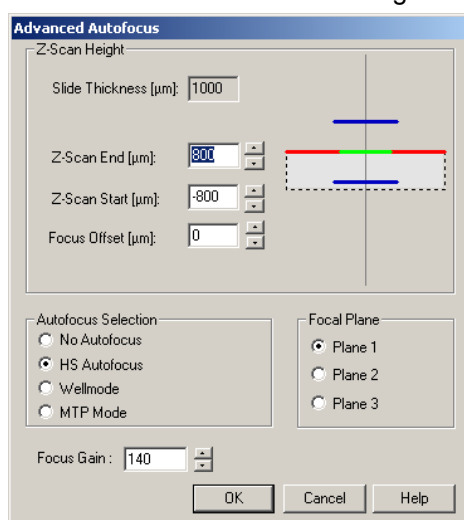 Advanced Autofocus
Z-Scan Height
Slide Thickness [µm]: 1000
Z-Scan End [µm]: 800
Z-Scan Start [µm]: -800
Focus Offset [µm]: 0
Autofocus Selection
No Autofocus
HS Autofocus
Wellmode
MTP Mode
Focal Plane
Plane 1
Plane 2
Plane 3
Focus Gain : 140
OK Cancel Help